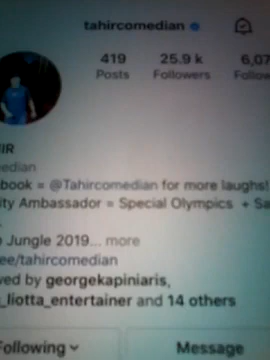 tahircomedian
419 25.9 k 6,07
Posts Followers Follow
IR
edian
book = @Tahircomedian for more laughs!
ity Ambassador = Special Olympics + Sa
Jungle 2019... more
ee/tahircomedian
ved by georgekapiniaris,
_liotta_entertainer and 14 others
Following Message